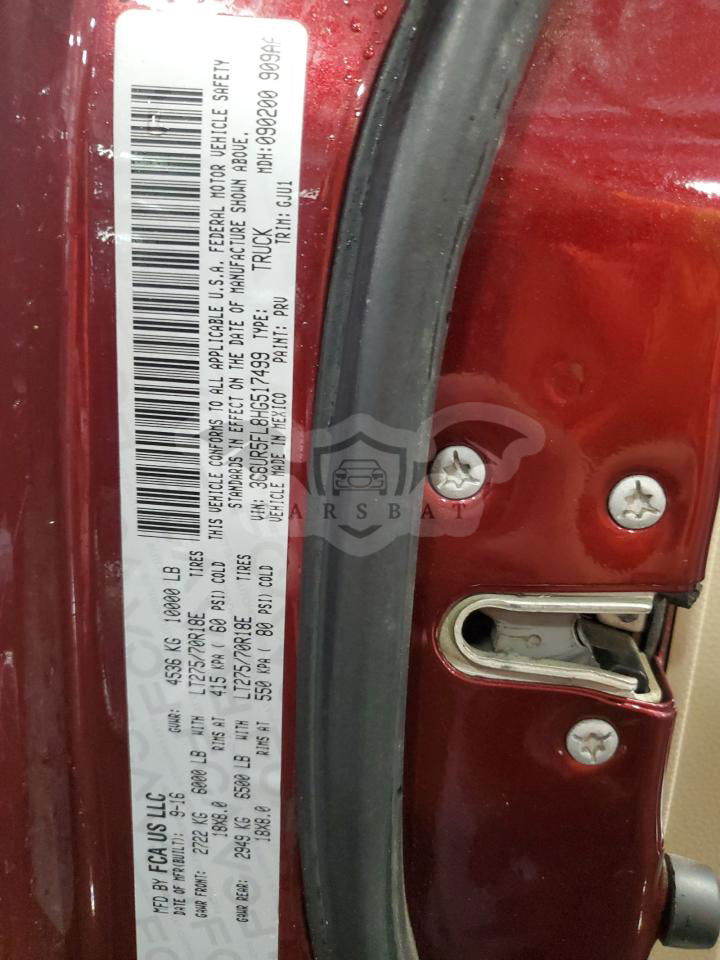 MFD BY FCA US LLC
DATE OF MFR(BUILT): 9-16 GVWR: 4536 KG 10000 LB
GAWR FRONT: 2722 KG 6000 LB WITH LT275/70R18E TIRES
18X8.0 RIMS AT 415 KPA( 60 PSI) COLD
GAWR REAR: 2949 KG 6500 LB WITH LT275/70R18E TIRES
18X8.0 RIMS AT 550 KPA( 80 PSI) COLD
THIS VEHICLE CONFORMS TO ALL APPLICABLE U.S.A. FEDERAL MOTOR VEHICLE SAFETY
STANDARDS IN EFFECT ON THE DATE OF MANUFACTURE SHOWN ABOVE.
VIN: 3C6UR5FL8HG517499 TYPE: TRUCK MDH:090200 909AF
VEHICLE MADE IN MEXICO PAINT: PRV TRIM: GJU1
CARSBAT